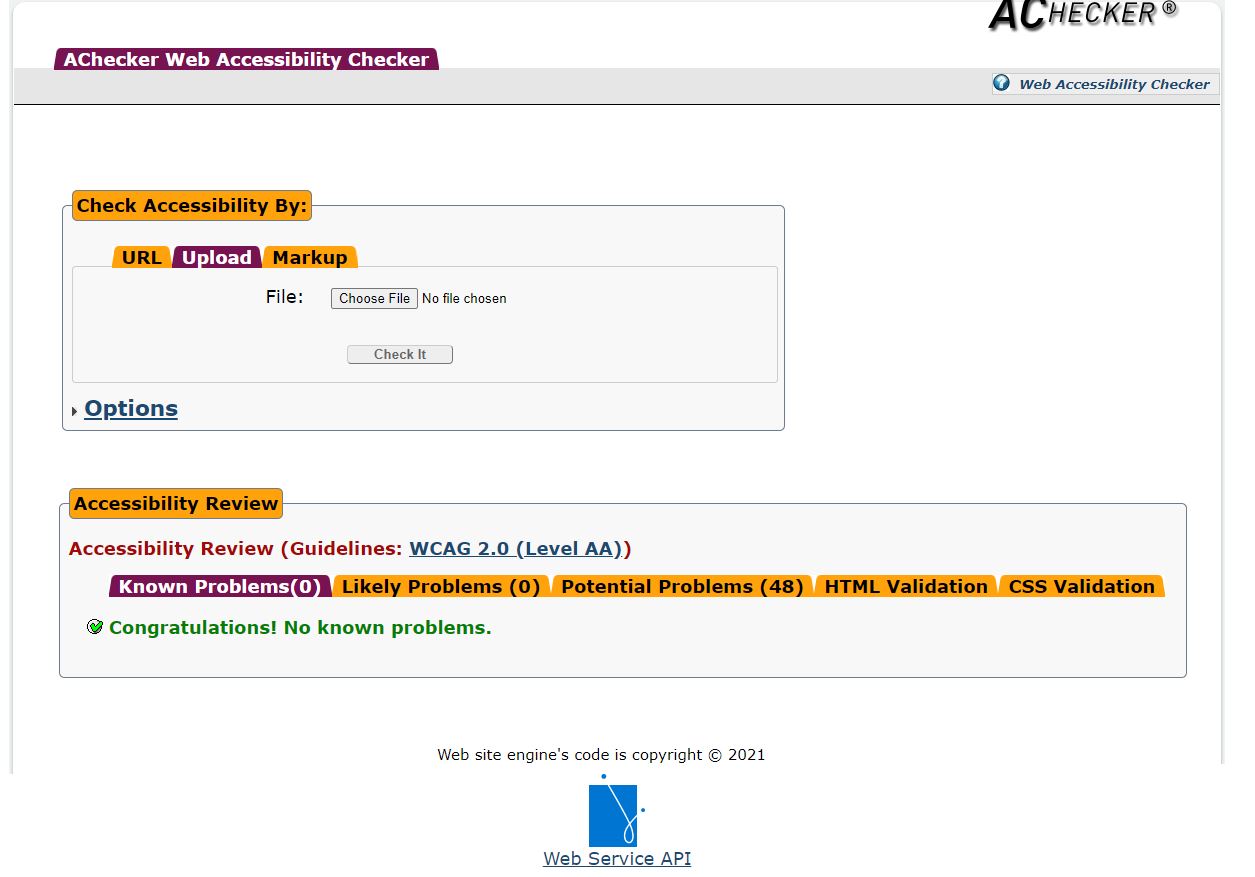 ACHECKER ®
AChecker Web Accessibility Checker
Web Accessibility Checker
Check Accessibility By:
URL Upload Markup
File: Choose File No file chosen
Check It
Options
Accessibility Review
Accessibility Review (Guidelines: WCAG 2.0 (Level AA))
Known Problems(0) Likely Problems (0) Potential Problems (48) HTML Validation CSS Validation
Congratulations! No known problems.
Web site engine's code is copyright © 2021
Web Service API